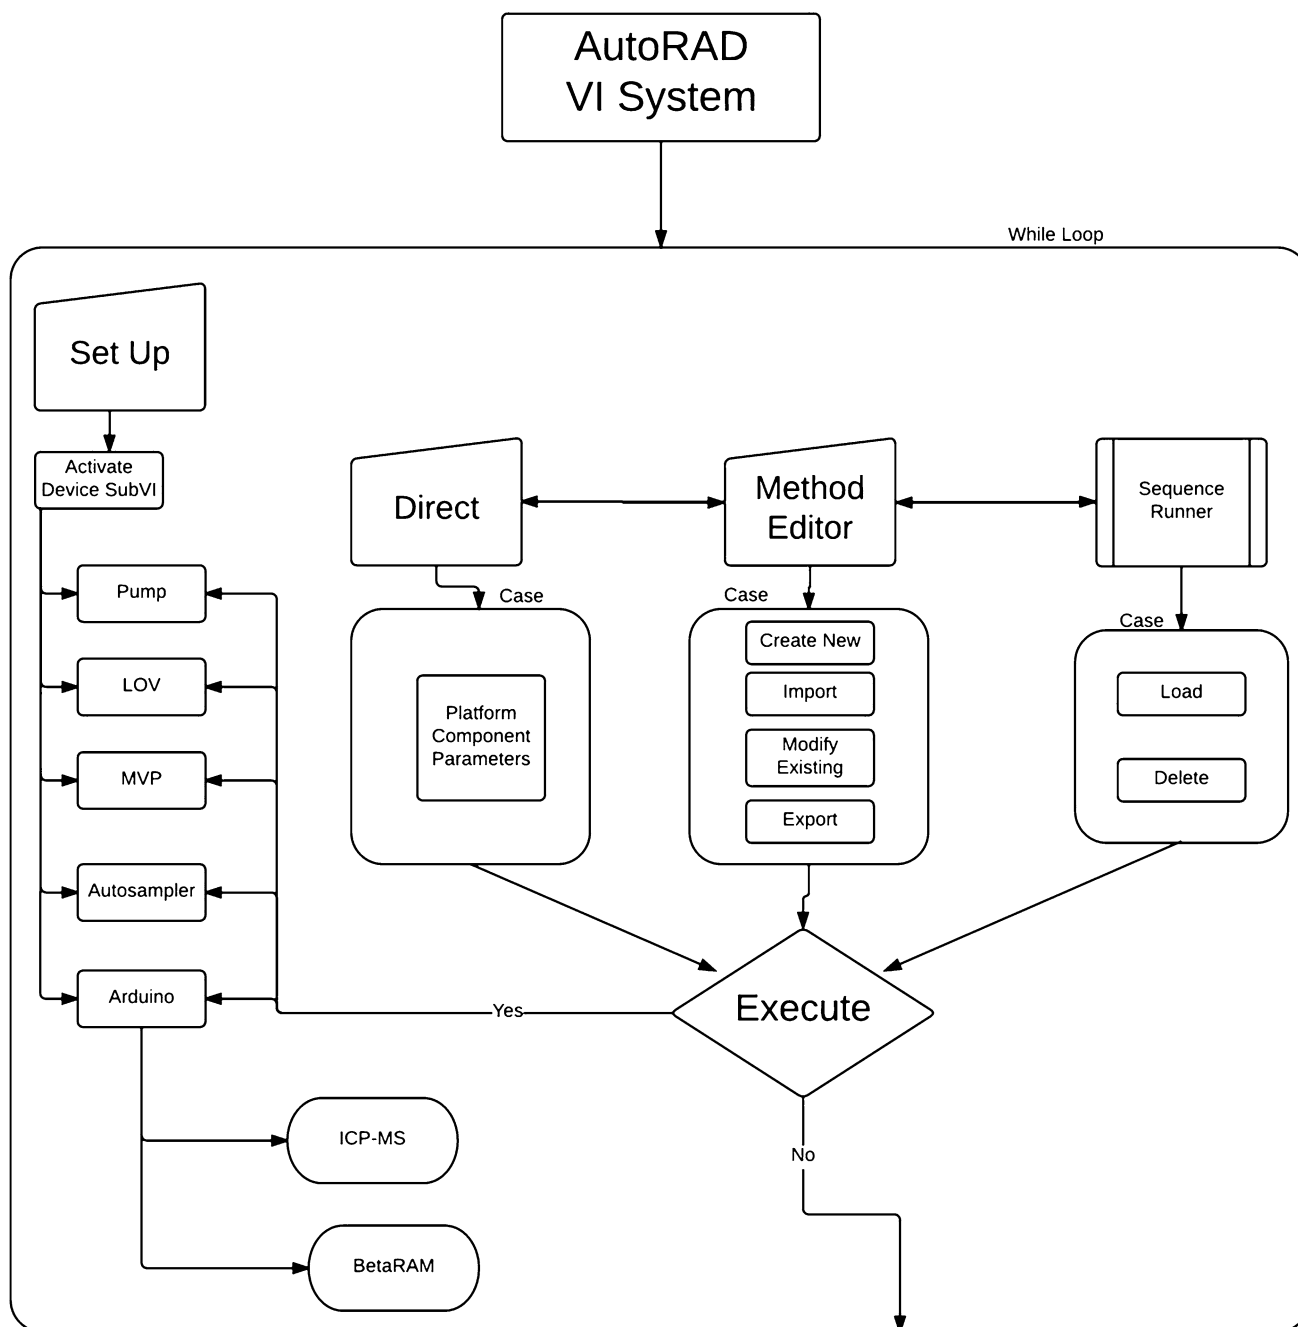 AutoRAD
VI System
While Loop
Set Up
Activate
Device SubVI
Direct
Method
Editor
Sequence
Runner
Pump
LOV
MVP
Autosampler
Arduino
Case
Platform
Component
Parameters
Case
Create New
Import
Modify
Existing
Export
Case
Load
Delete
Execute
Yes
No
ICP-MS
BetaRAM